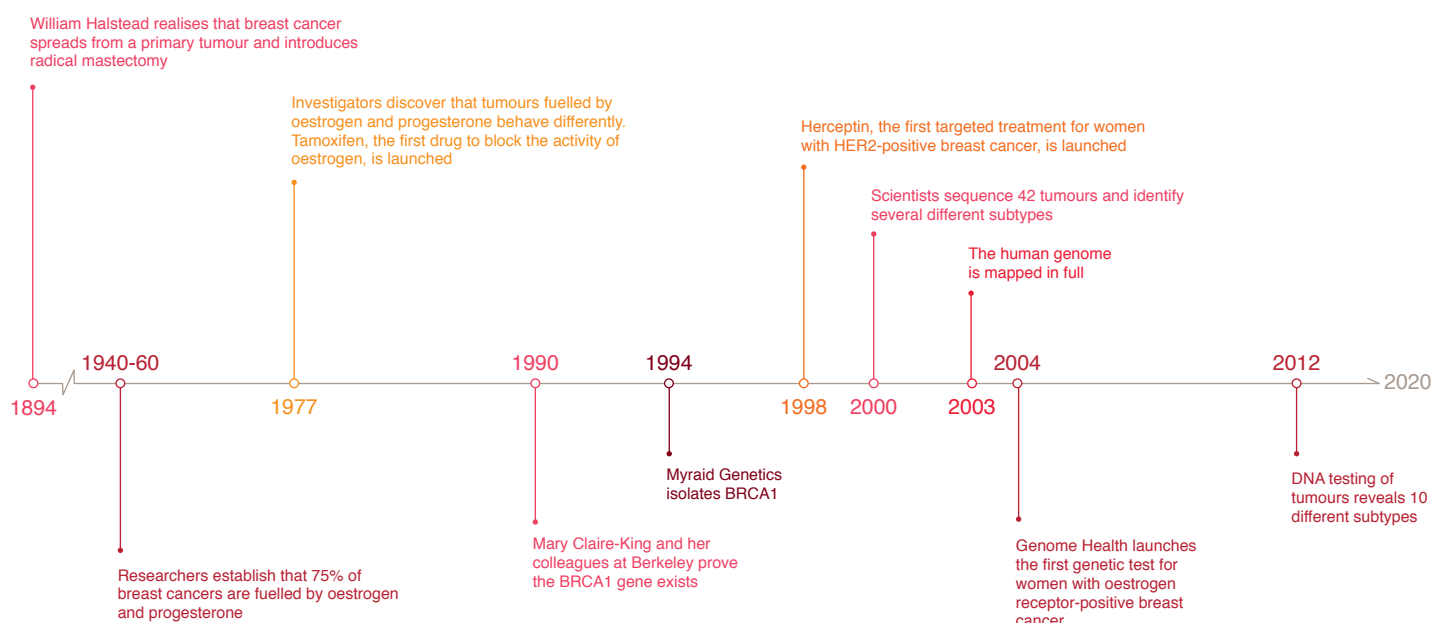 William Halstead realises that breast cancer
spreads from a primary tumour and introduces
radical mastectomy
Investigators discover that tumours fuelled by
oestrogen and progesterone behave differently.
Tamoxifen, the first drug to block the activity of
oestrogen, is launched
Herceptin, the first targeted treatment for women
with HER2-positive breast cancer, is launched
Scientists sequence 42 tumours and identify
several different subtypes
The human genome
is mapped in full
1940-60
1990
1994
2004
2012
2020
1894
1977
1998
2000
2003
Myraid Genetics
isolates BRCA1
DNA testing of
tumours reveals 10
different subtypes
Mary Claire-King and her
colleagues at Berkeley prove
the BRCA1 gene exists
Genome Health launches
the first genetic test for
women with oestrogen
receptor-positive breast
cancer
Researchers establish that 75% of
breast cancers are fuelled by oestrogen
and progesterone